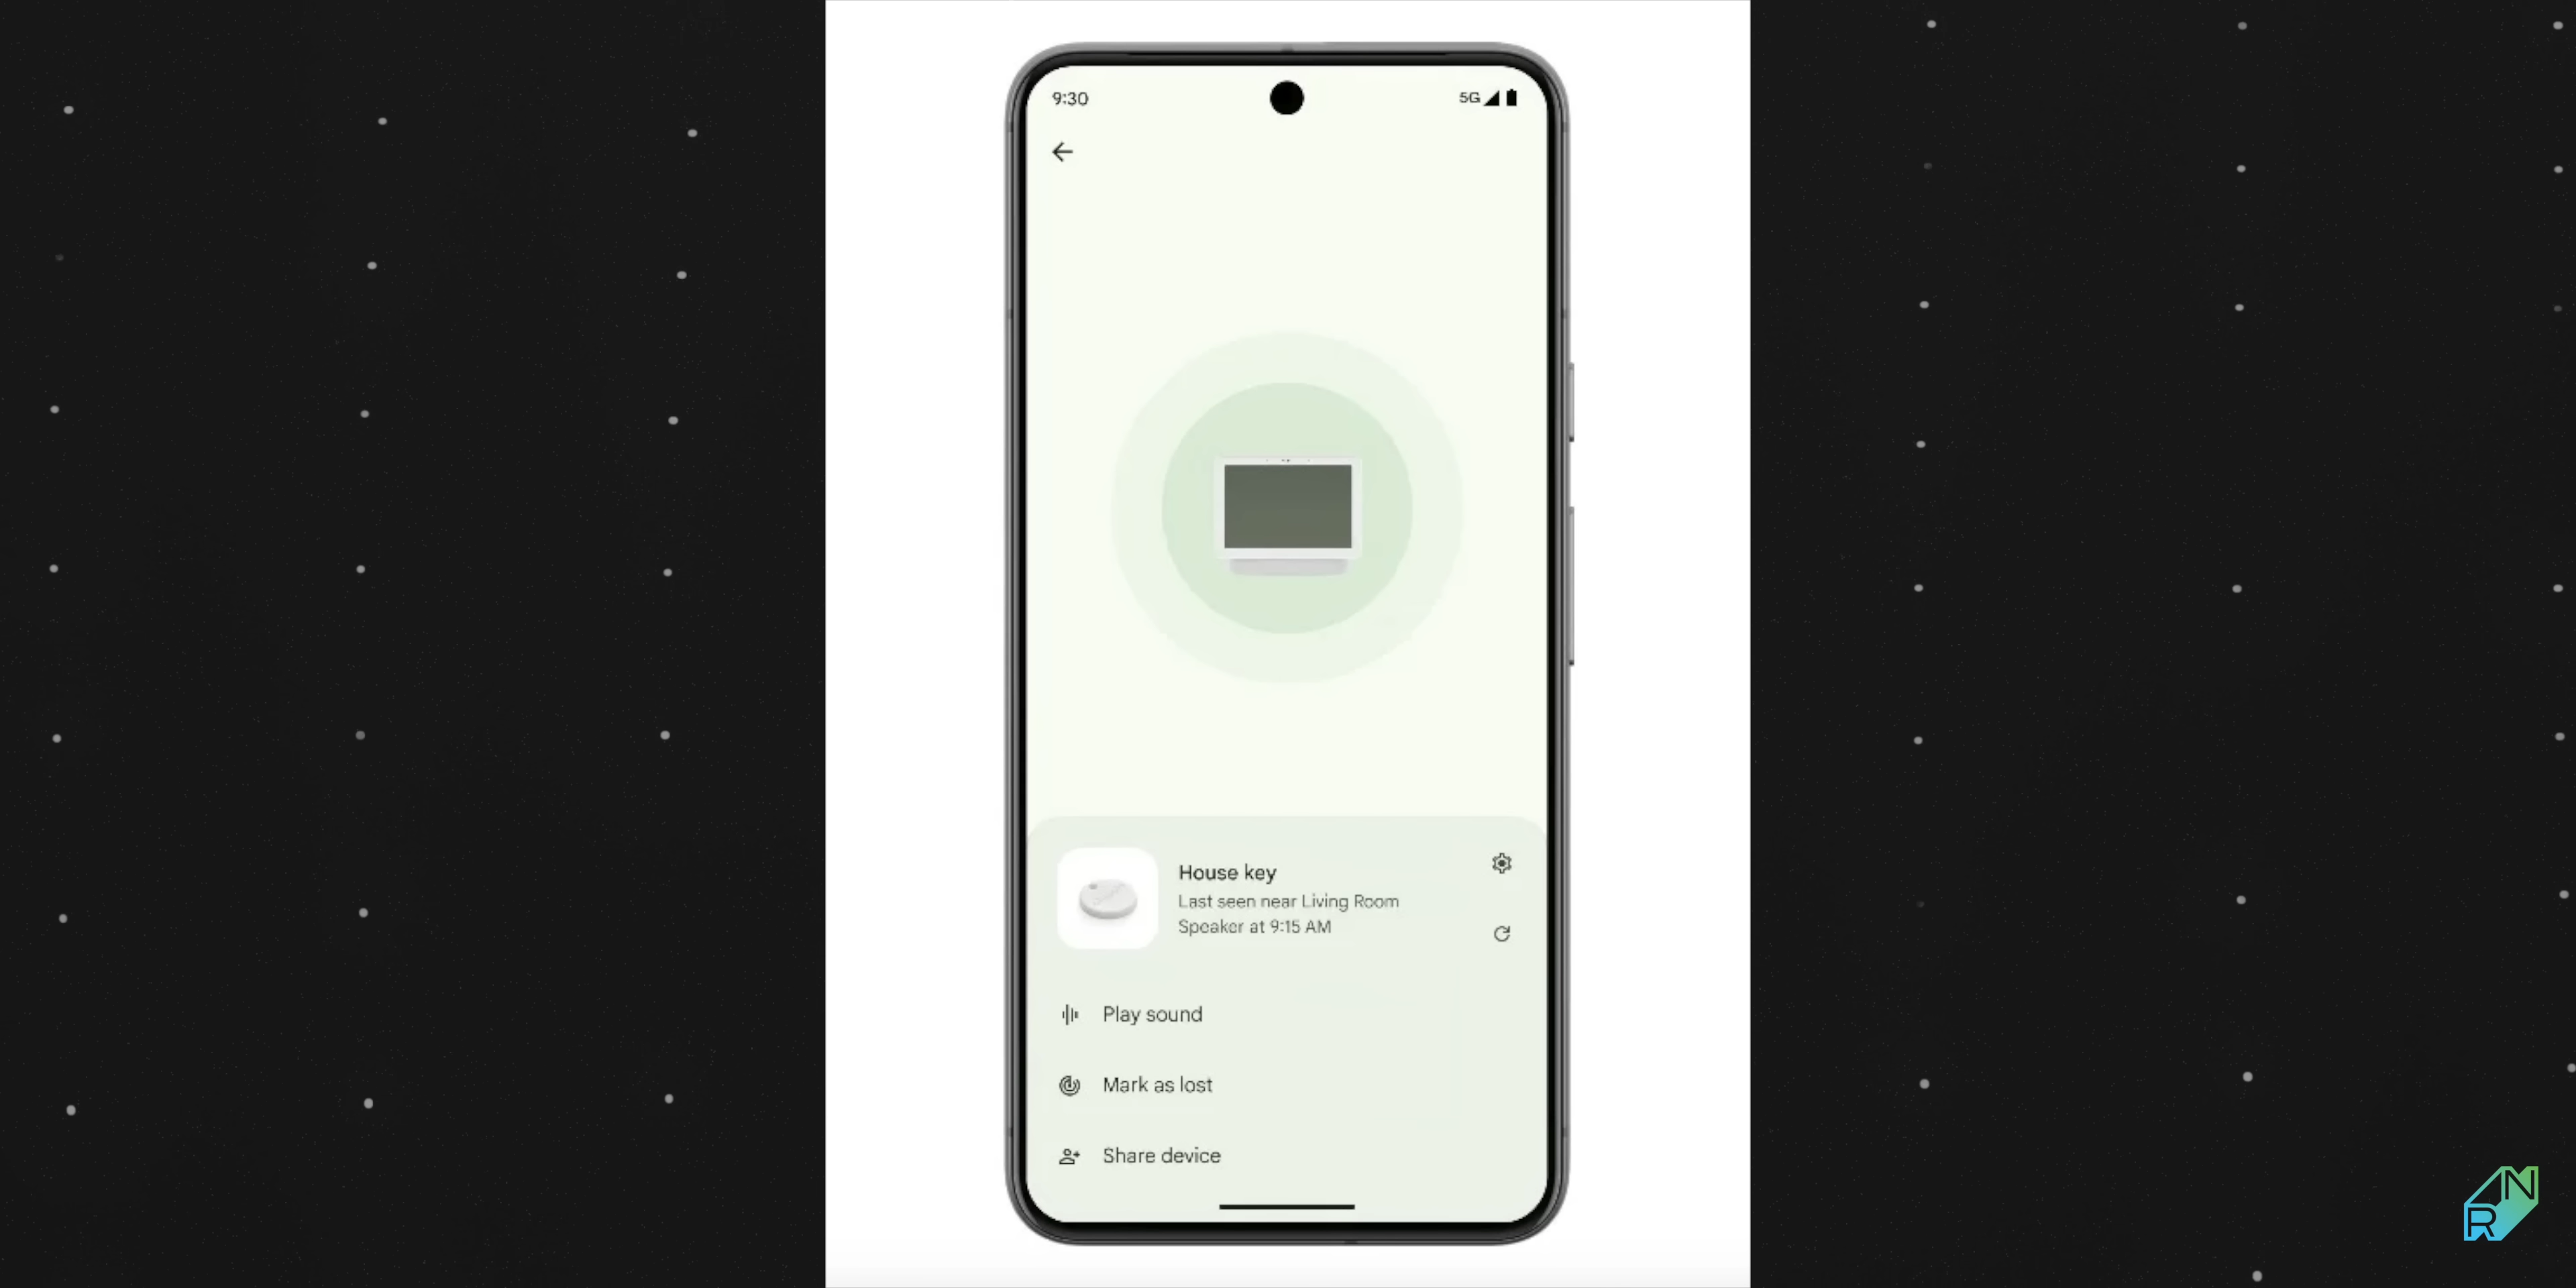 9:30
5G
House key
Last seen near Living Room
Speaker at 9:15 AM
Play sound
Mark as lost
Share device
RN